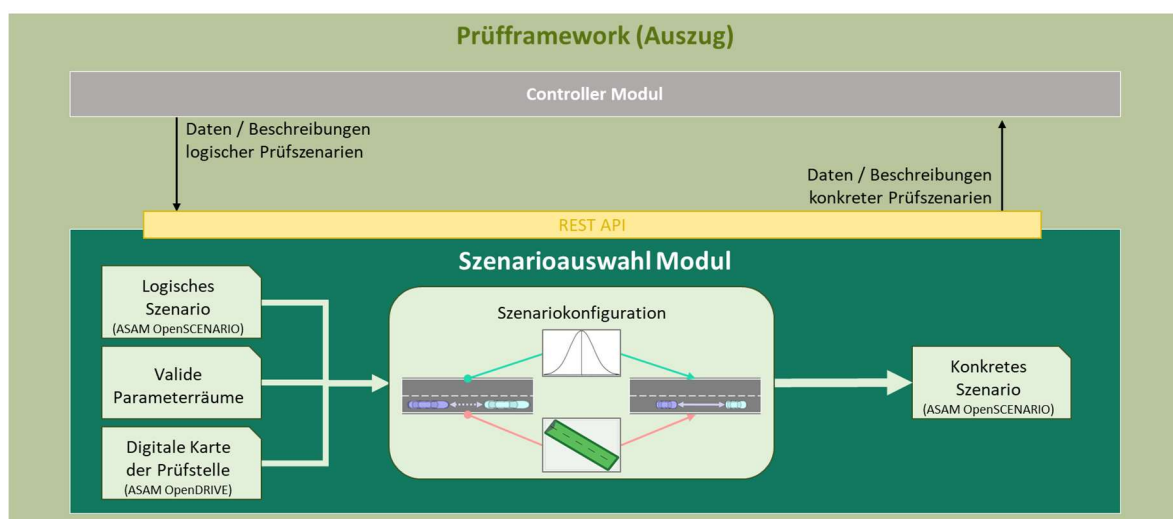 Prüfframework (Auszug)
Controller Modul
Daten / Beschreibungen
logischer Prüfszenarien
Daten / Beschreibungen
konkreter Prüfszenarien
REST API
Szenarioauswahl Modul
Logisches
Szenario
(ASAM OpenSCENARIO)
Valide
Parameterräume
Digitale Karte
der Prüfstelle
(ASAM OpenDRIVE)
Szenariokonfiguration
Konkretes
Szenario
(ASAM OpenSCENARIO)